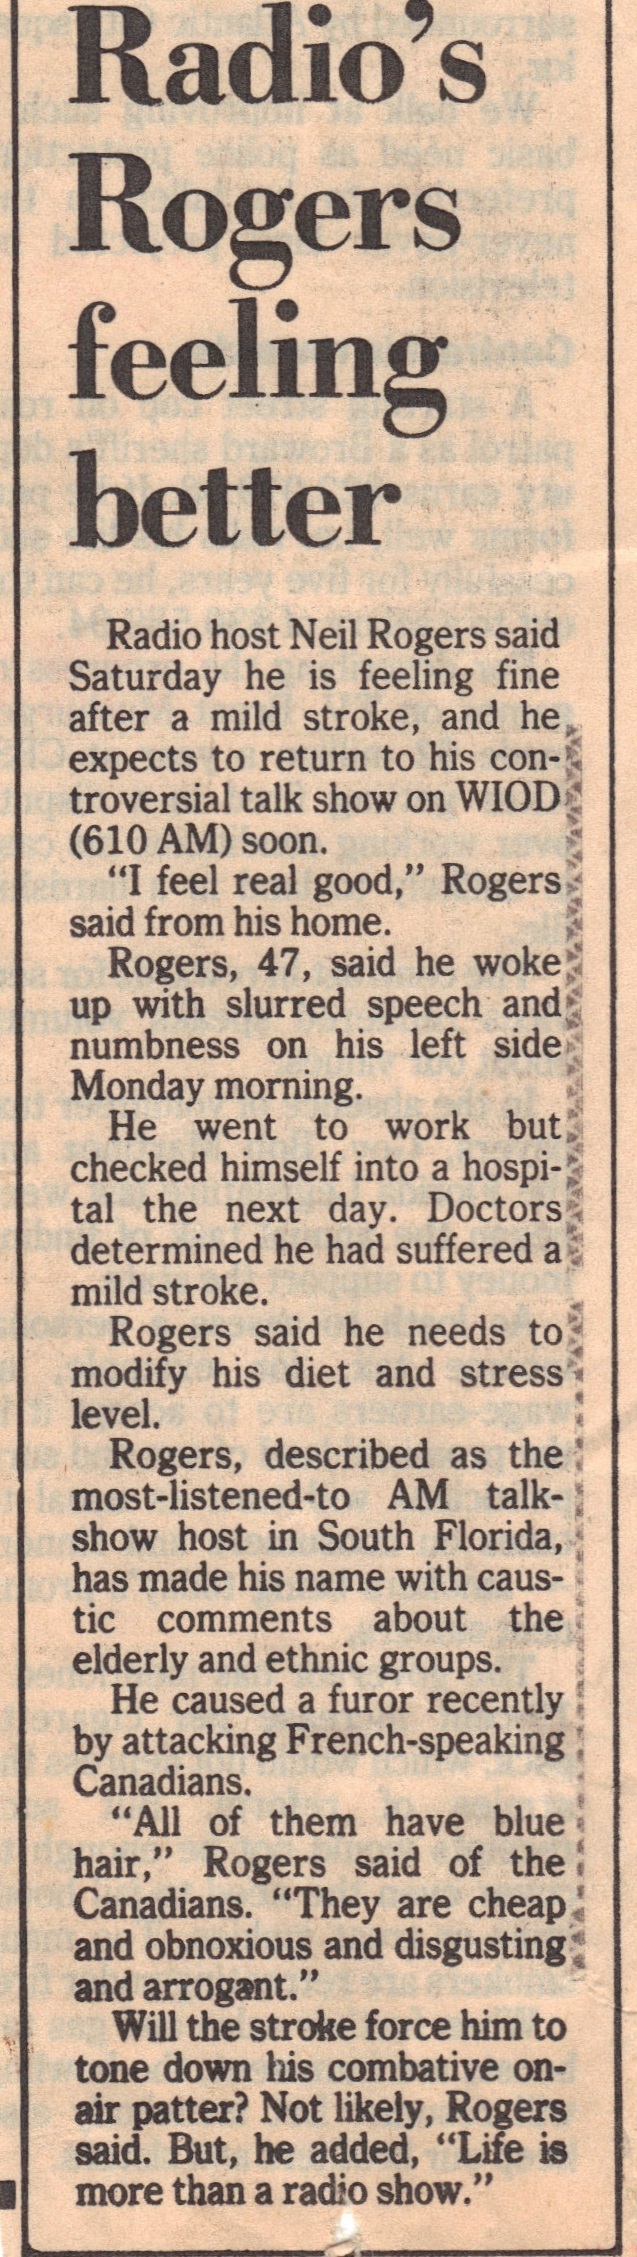 Radio's
Rogers
feeling
better
Radio host Neil Rogers said
Saturday he is feeling fine
after a mild stroke, and he
expects to return to his con-
troversial talk show on WIOD
(610 AM) soon.
"I feel real good," Rogers
said from his home.
Rogers, 47, said he woke
up with slurred speech and
numbness on his left side
Monday morning.
He went to work but
checked himself into a hospi-
tal the next day. Doctors
determined he had suffered a
mild stroke.
Rogers said he needs to
modify his diet and stress
level.
Rogers, described as the
most-listened-to AM talk-
show host in South Florida,
has made his name with caus-
tic comments about the
elderly and ethnic groups.
He caused a furor recently
by attacking French-speaking
Canadians.
"All of them have blue
hair," Rogers said of the
Canadians. "They are cheap
and obnoxious and disgusting
and arrogant."
Will the stroke force him to
tone down his combative on-
air patter? Not likely, Rogers
said. But, he added, "Life is
more than a radio show."